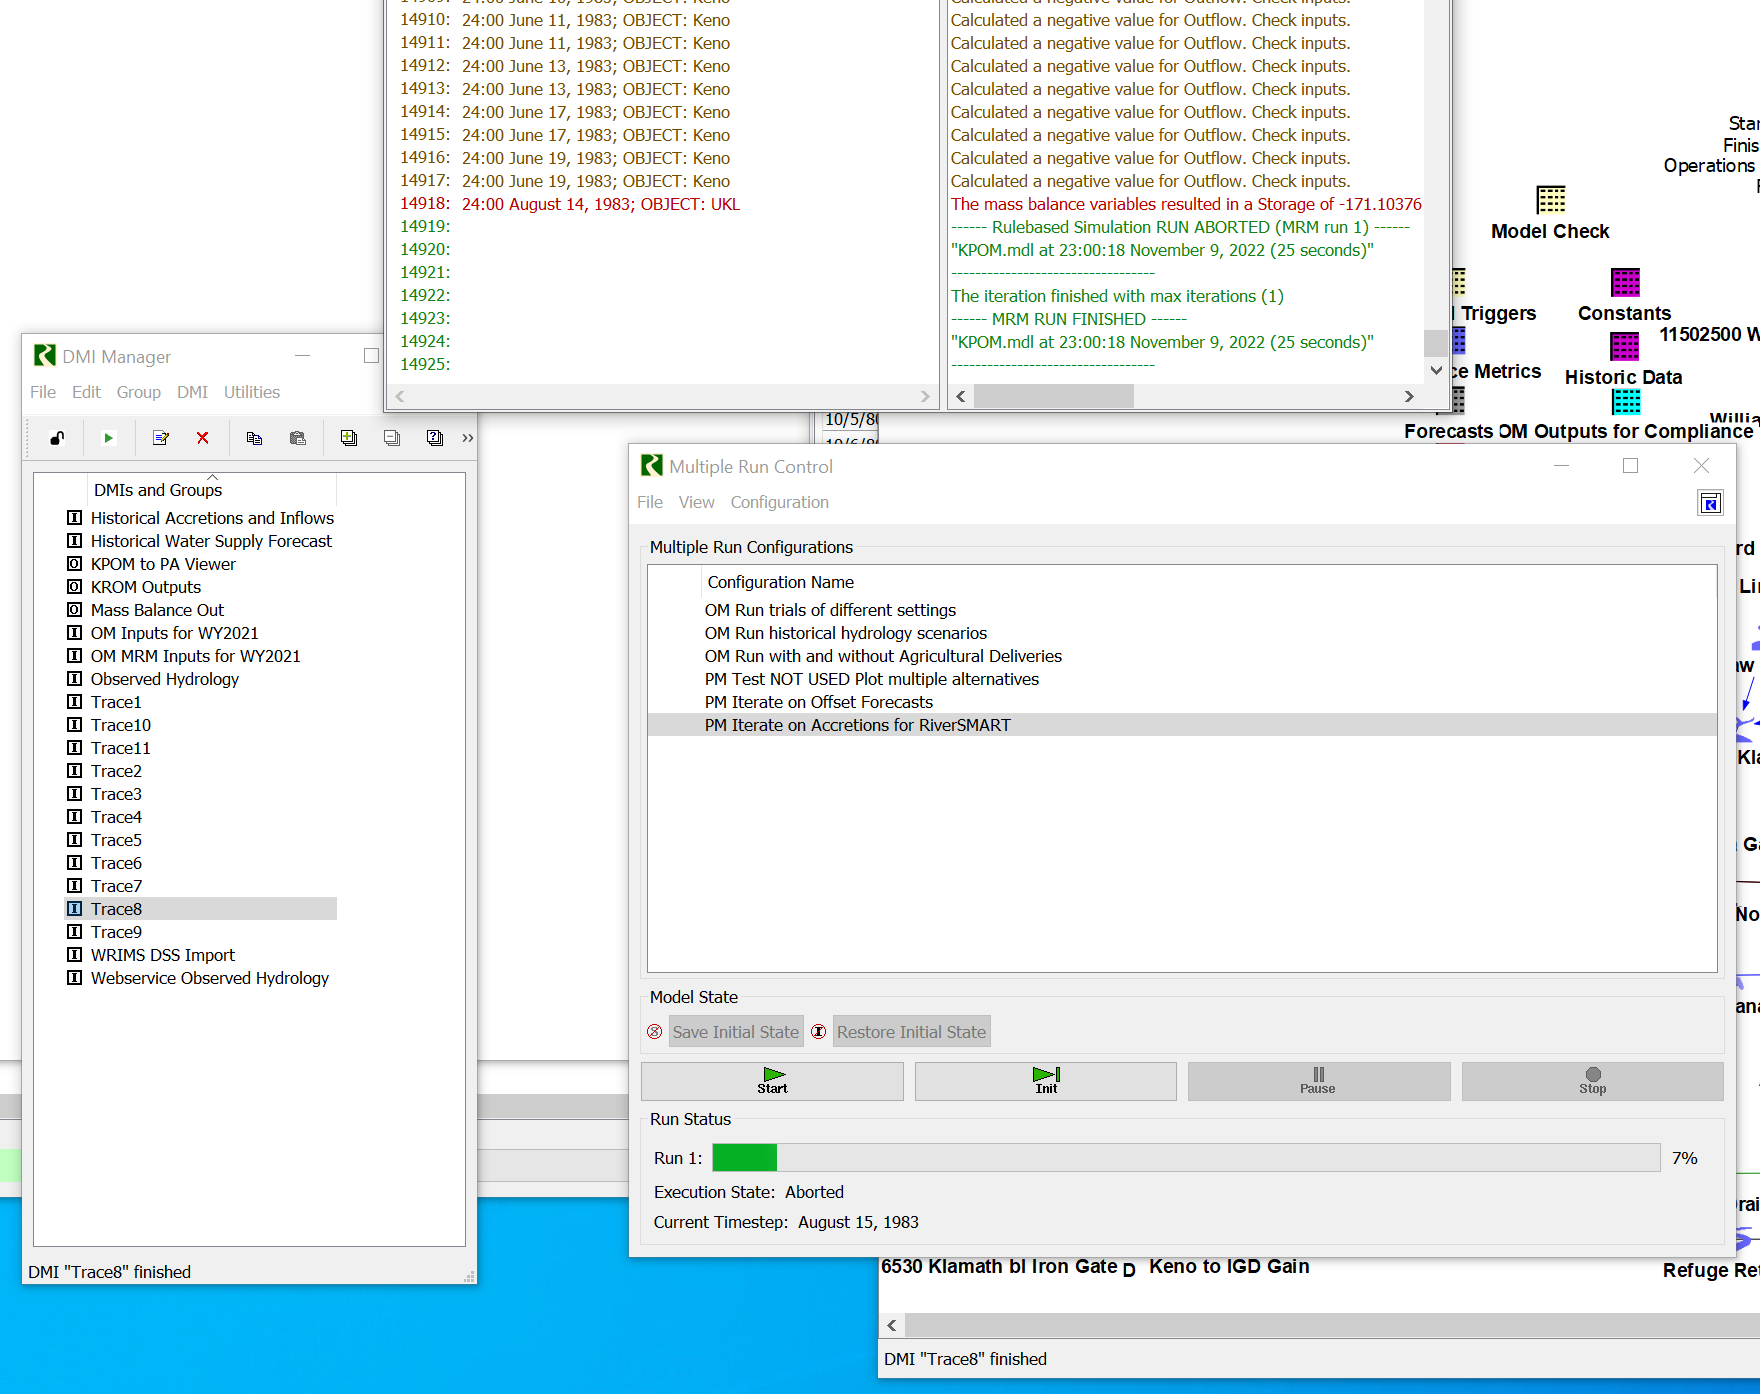 14910: 24:00 June 11, 1983; OBJECT: Keno Calculated a negative value for Outflow. Check inputs.
14911: 24:00 June 11, 1983; OBJECT: Keno Calculated a negative value for Outflow. Check inputs.
14912: 24:00 June 13, 1983; OBJECT: Keno Calculated a negative value for Outflow. Check inputs.
14913: 24:00 June 13, 1983; OBJECT: Keno Calculated a negative value for Outflow. Check inputs.
14914: 24:00 June 17, 1983; OBJECT: Keno Calculated a negative value for Outflow. Check inputs.
14915: 24:00 June 17, 1983; OBJECT: Keno Calculated a negative value for Outflow. Check inputs.
14916: 24:00 June 19, 1983; OBJECT: Keno Calculated a negative value for Outflow. Check inputs.
14917: 24:00 June 19, 1983; OBJECT: Keno Calculated a negative value for Outflow. Check inputs.
14918: 24:00 August 14, 1983; OBJECT: UKL The mass balance variables resulted in a Storage of -171.10376
14919: ------ Rulebased Simulation RUN ABORTED (MRM run 1) ------
14920: "KPOM.mdl at 23:00:18 November 9, 2022 (25 seconds)"
14921: ----------------------------------
14922: The iteration finished with max iterations (1)
14923: ------ MRM RUN FINISHED ------
14924: "KPOM.mdl at 23:00:18 November 9, 2022 (25 seconds)"
14925: ----------------------------------
Operations
Model Check
Triggers
Constants
11502500 W
ce Metrics
Historic Data
Forecasts OM Outputs for Compliance
10/5/8
DMI Manager
File Edit Group DMI Utilities
DMIs and Groups
Historical Accretions and Inflows
Historical Water Supply Forecast
KPOM to PA Viewer
KROM Outputs
Mass Balance Out
OM Inputs for WY2021
OM MRM Inputs for WY2021
Observed Hydrology
Trace1
Trace10
Trace11
Trace2
Trace3
Trace4
Trace5
Trace6
Trace7
Trace8
Trace9
WRIMS DSS Import
Webservice Observed Hydrology
DMI "Trace8" finished
Multiple Run Control
File View Configuration
Multiple Run Configurations
Configuration Name
OM Run trials of different settings
OM Run historical hydrology scenarios
OM Run with and without Agricultural Deliveries
PM Test NOT USED Plot multiple alternatives
PM Iterate on Offset Forecasts
PM Iterate on Accretions for RiverSMART
Model State
Save Initial State Restore Initial State
Start Init Pause Stop
Run Status
Run 1: 7%
Execution State: Aborted
Current Timestep: August 15, 1983
6530 Klamath bl Iron Gate D Keno to IGD Gain
Refuge Ret
DMI "Trace8" finished